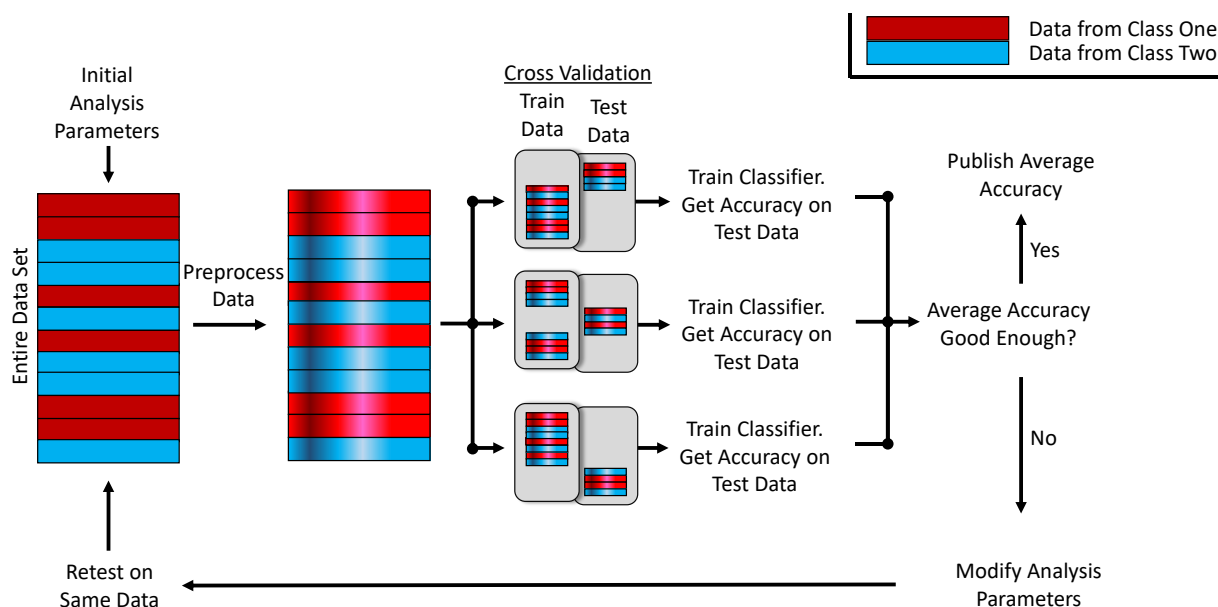 Data from Class One
Data from Class Two
Initial
Analysis
Parameters
Cross Validation
Train
Data
Test
Data
Entire Data Set
Preprocess
Data
Train Classifier.
Get Accuracy on
Test Data
Train Classifier.
Get Accuracy on
Test Data
Train Classifier.
Get Accuracy on
Test Data
Publish Average
Accuracy
Yes
Average Accuracy
Good Enough?
No
Modify Analysis
Parameters
Retest on
Same Data